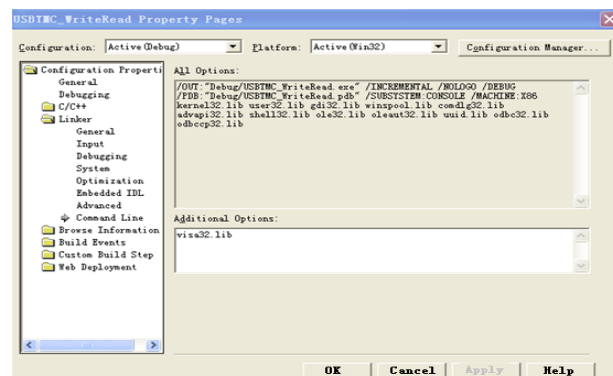 USBTMC_WriteRead Property Pages
Configuration: Active(Debug) Platform: Active(Win32) Configuration Manager...
Configuration Properti
General
Debugging
C/C++
Linker
General
Input
Debugging
System
Optimization
Embedded IDL
Advanced
Command Line
Browse Information
Build Events
Custom Build Step
Web Deployment
All Options:
/OUT:"Debug/USBTMC_WriteRead.exe" /INCREMENTAL /NOLOGO /DEBUG
/PDB:"Debug/USBTMC_WriteRead.pdb" /SUBSYSTEM:CONSOLE /MACHINE:X86
kernel32.lib user32.lib gdi32.lib winspool.lib comdlg32.lib
advapi32.lib shell32.lib ole32.lib oleaut32.lib uuid.lib odbc32.lib
odbccp32.lib
Additional Options:
visa32.lib
OK Cancel Apply Help